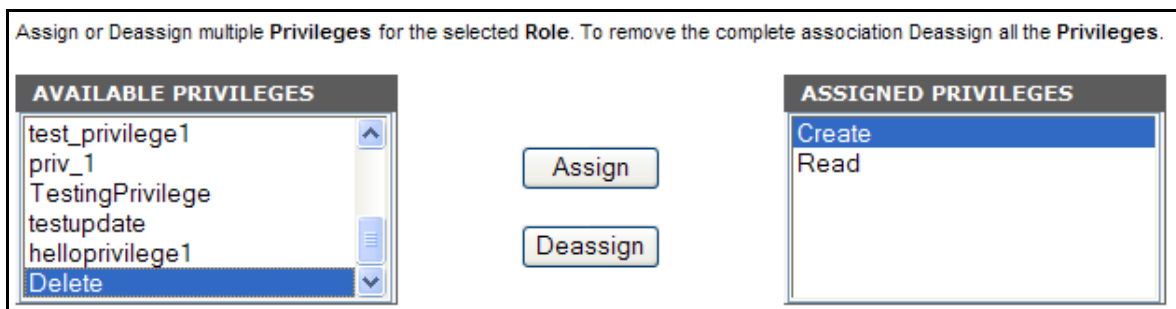 Assign or Deassign multiple Privileges for the selected Role. To remove the complete association Deassign all the Privileges.
AVAILABLE PRIVILEGES
test_privilege1
priv_1
TestingPrivilege
testupdate
helloprivilege1
Delete
Assign
Deassign
ASSIGNED PRIVILEGES
Create
Read